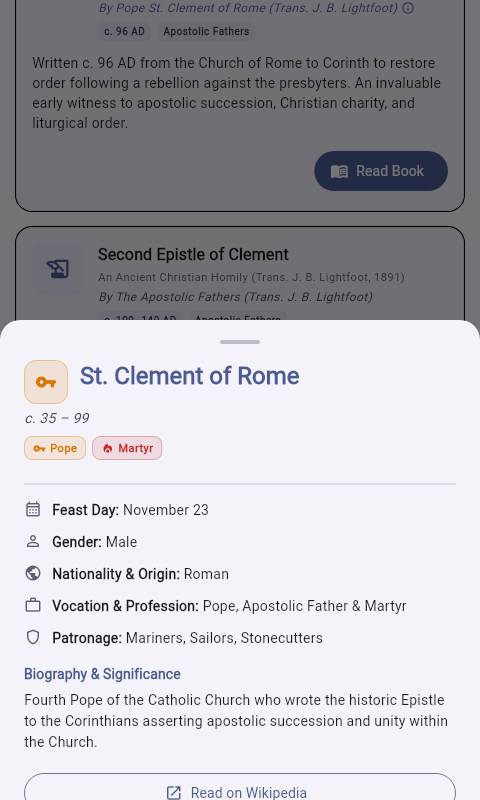 By Pope St. Clement of Rome (Trans. J. B. Lightfoot)
c. 96 AD Apostolic Fathers
Written c. 96 AD from the Church of Rome to Corinth to restore
order following a rebellion against the presbyters. An invaluable
early witness to apostolic succession, Christian charity, and
liturgical order.
Read Book
Second Epistle of Clement
An Ancient Christian Homily (Trans. J. B. Lightfoot, 1891)
By The Apostolic Fathers (Trans. J. B. Lightfoot)
c. 100–140 AD Apostolic Fathers
St. Clement of Rome
c. 35 – 99
Pope Martyr
Feast Day: November 23
Gender: Male
Nationality & Origin: Roman
Vocation & Profession: Pope, Apostolic Father & Martyr
Patronage: Mariners, Sailors, Stonecutters
Biography & Significance
Fourth Pope of the Catholic Church who wrote the historic Epistle
to the Corinthians asserting apostolic succession and unity within
the Church.
Read on Wikipedia